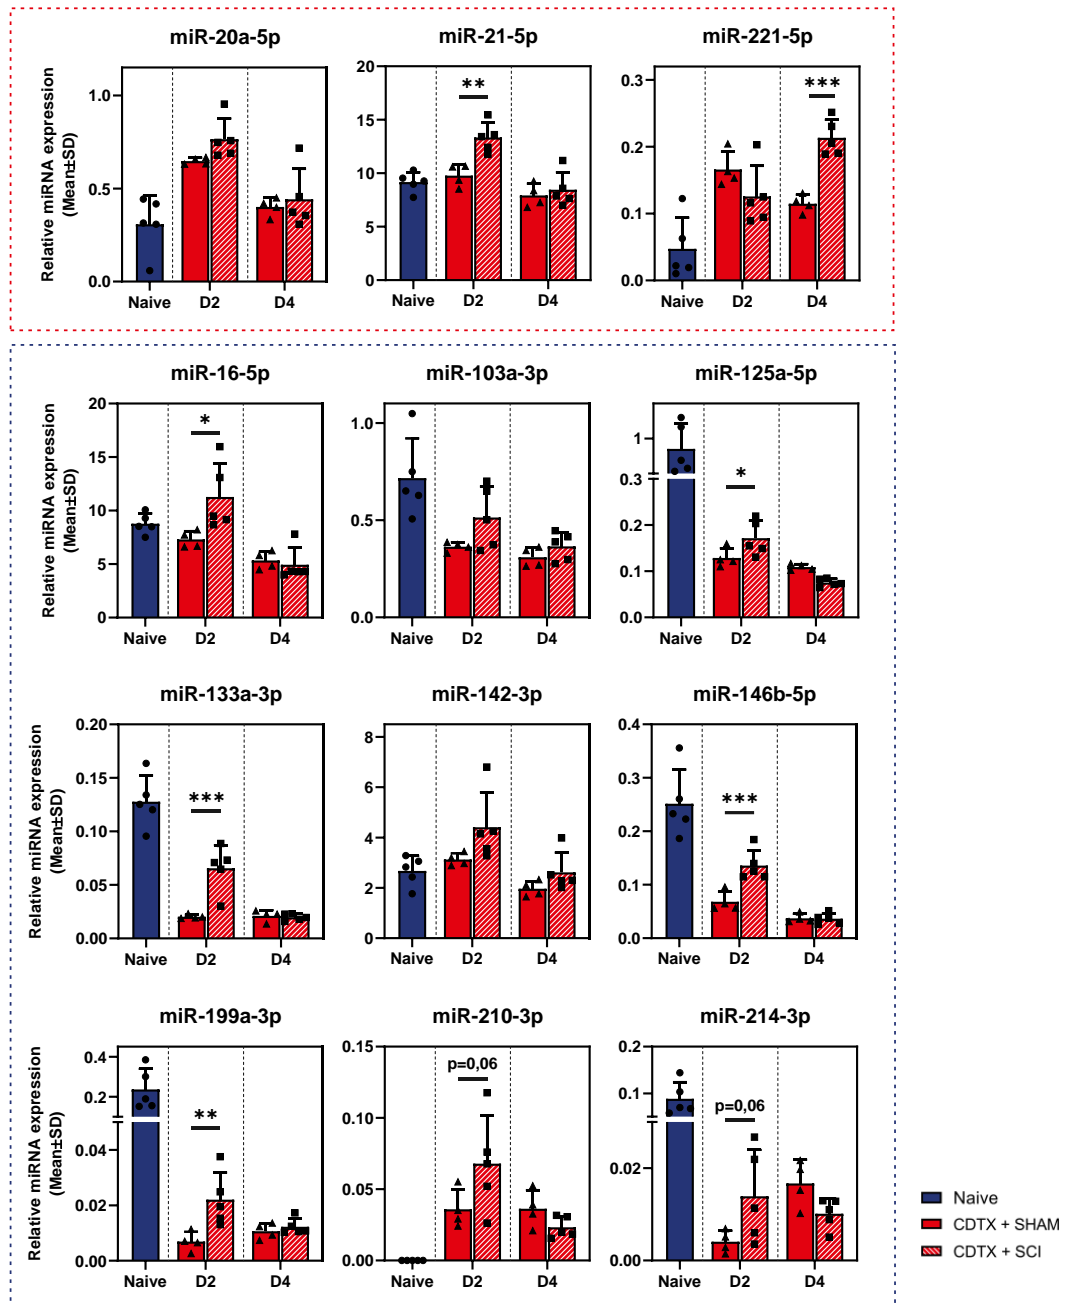 miR-20a-5p
miR-21-5p
miR-221-5p
Relative miRNA expression
(Mean±SD)
1.0
0.5
0.0
Naive D2 D4
20
15
10
5
0
Naive D2 D4
0.3
0.2
0.1
0.0
Naive D2 D4
**
***
miR-16-5p
miR-103a-3p
miR-125a-5p
Relative miRNA expression
(Mean±SD)
20
15
10
5
0
Naive D2 D4
*
1.0
0.5
0.0
Naive D2 D4
1
0.3
0.2
0.1
0.0
Naive D2 D4
*
miR-133a-3p
miR-142-3p
miR-146b-5p
Relative miRNA expression
(Mean±SD)
0.20
0.15
0.10
0.05
0.00
Naive D2 D4
***
8
6
4
2
0
Naive D2 D4
0.4
0.3
0.2
0.1
0.0
Naive D2 D4
***
miR-199a-3p
miR-210-3p
miR-214-3p
Relative miRNA expression
(Mean±SD)
0.4
0.2
0.04
0.02
0.00
Naive D2 D4
**
0.15
0.10
0.05
0.00
Naive D2 D4
p=0,06
0.2
0.1
0.02
0.00
Naive D2 D4
p=0,06
Naive
CDTX + SHAM
CDTX + SCI